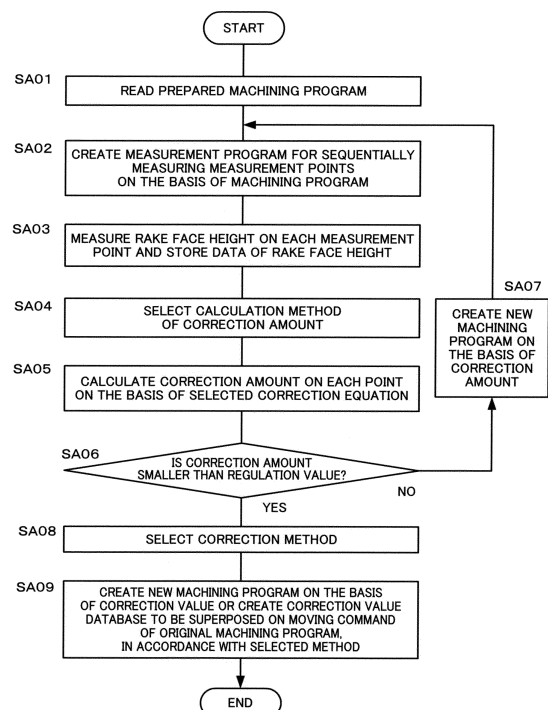 START
SA01
READ PREPARED MACHINING PROGRAM
SA02
CREATE MEASUREMENT PROGRAM FOR SEQUENTIALLY
MEASURING MEASUREMENT POINTS
ON THE BASIS OF MACHINING PROGRAM
SA03
MEASURE RAKE FACE HEIGHT ON EACH MEASUREMENT
POINT AND STORE DATA OF RAKE FACE HEIGHT
SA04
SELECT CALCULATION METHOD
OF CORRECTION AMOUNT
SA05
CALCULATE CORRECTION AMOUNT ON EACH POINT
ON THE BASIS OF SELECTED CORRECTION EQUATION
SA06
IS CORRECTION AMOUNT
SMALLER THAN REGULATION VALUE?
NO
YES
SA07
CREATE NEW
MACHINING
PROGRAM ON
THE BASIS OF
CORRECTION
AMOUNT
SA08
SELECT CORRECTION METHOD
SA09
CREATE NEW MACHINING PROGRAM ON THE BASIS
OF CORRECTION VALUE OR CREATE CORRECTION VALUE
DATABASE TO BE SUPERPOSED ON MOVING COMMAND
OF ORIGINAL MACHINING PROGRAM,
IN ACCORDANCE WITH SELECTED METHOD
END